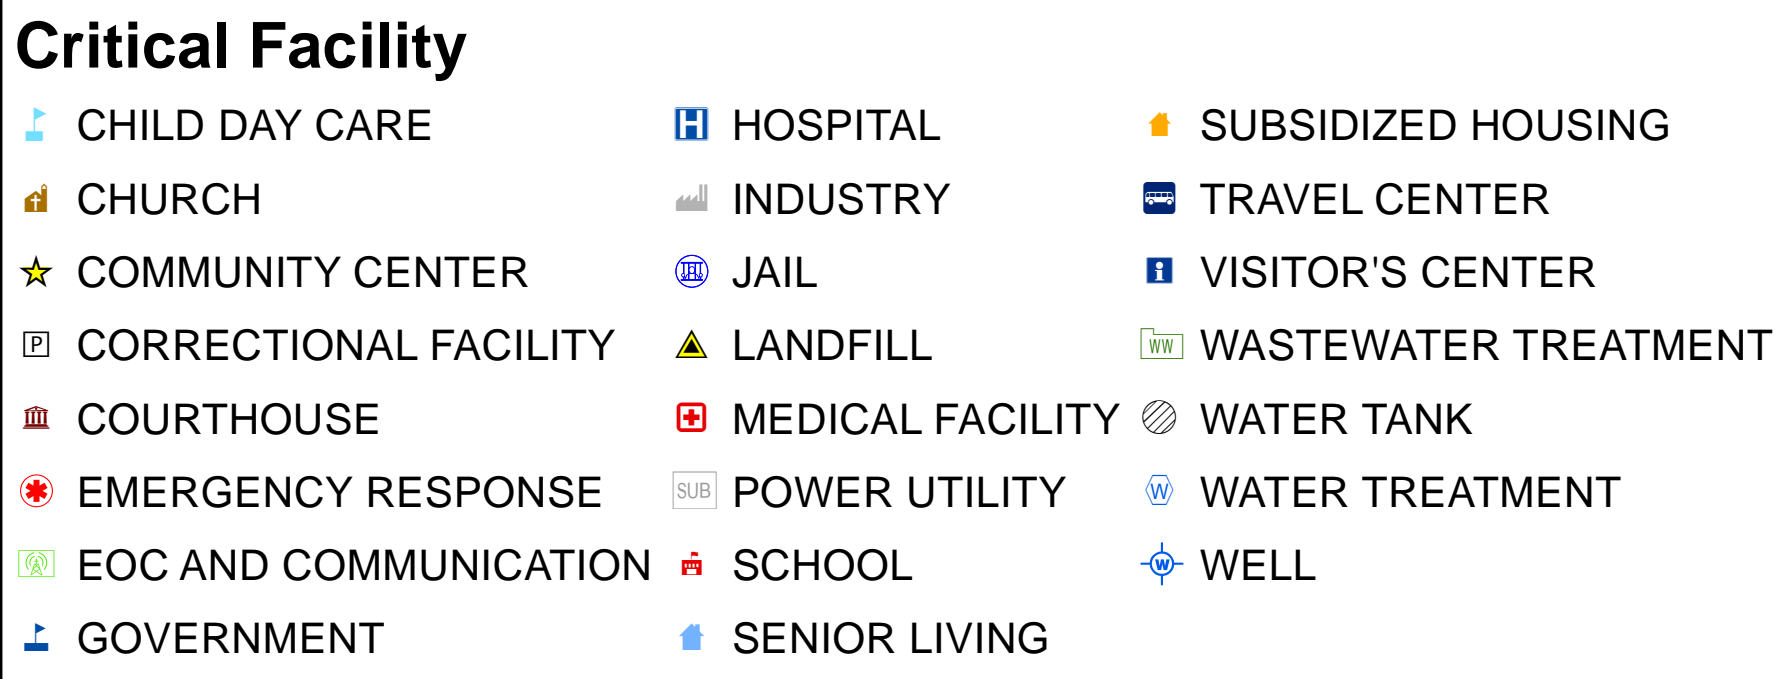 Critical Facility
CHILD DAY CARE
CHURCH
COMMUNITY CENTER
P CORRECTIONAL FACILITY
COURTHOUSE
EMERGENCY RESPONSE
EOC AND COMMUNICATION
GOVERNMENT
H HOSPITAL
INDUSTRY
JAIL
LANDFILL
MEDICAL FACILITY
SUB POWER UTILITY
SCHOOL
SENIOR LIVING
SUBSIDIZED HOUSING
TRAVEL CENTER
i VISITOR'S CENTER
WW WASTEWATER TREATMENT
WATER TANK
W WATER TREATMENT
W WELL